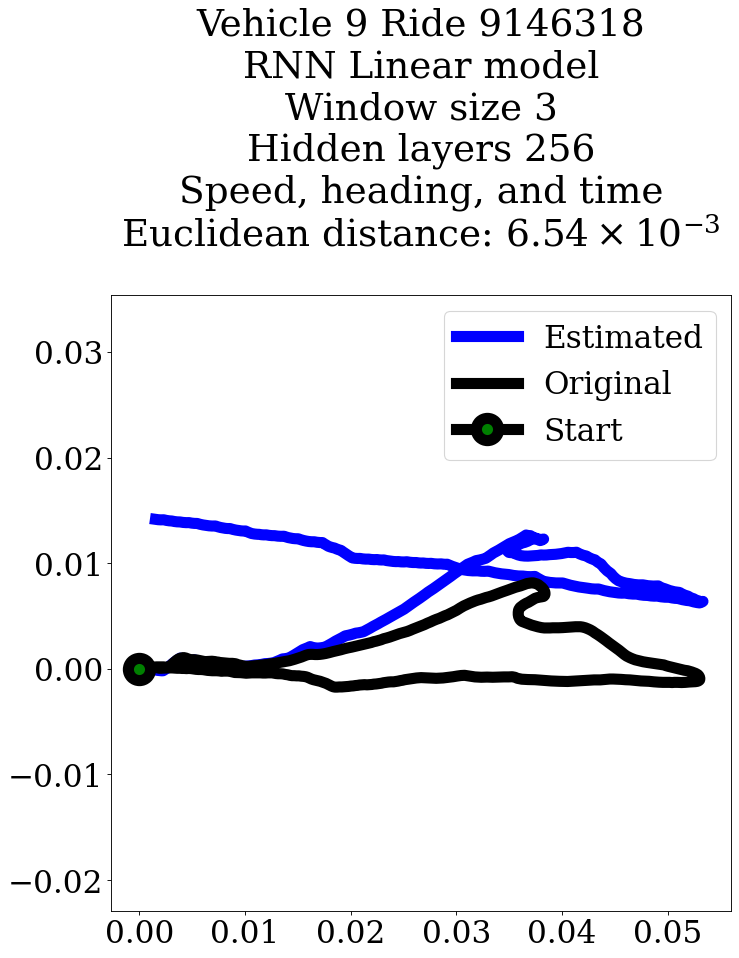 Vehicle 9 Ride 9146318
RNN Linear model
Window size 3
Hidden layers 256
Speed, heading, and time
Euclidean distance: 6.54 × 10⁻³
Estimated
Original
Start
0.03
0.02
0.01
0.00
−0.01
−0.02
0.00 0.01 0.02 0.03 0.04 0.05